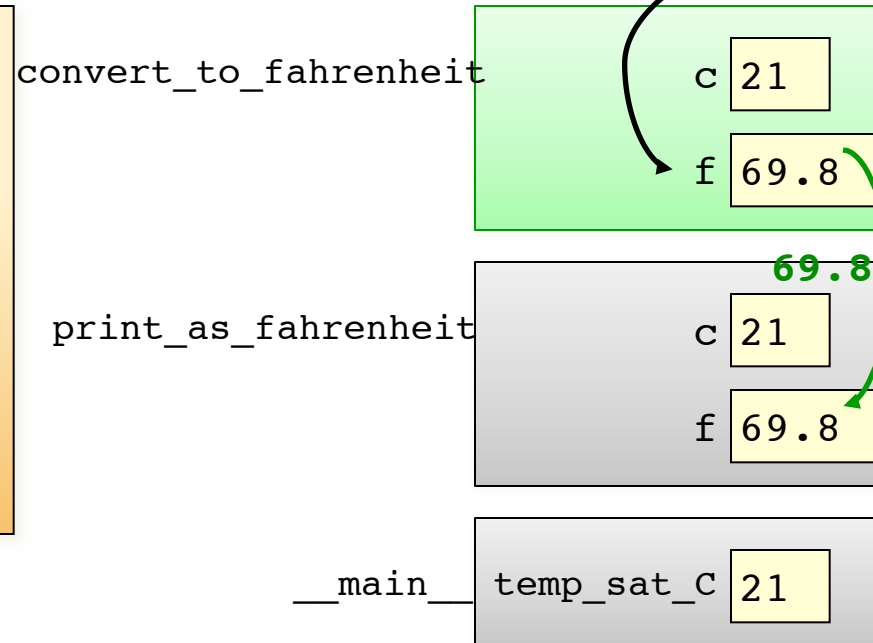 convert_to_fahrenheit c 21
f 69.8
69.8
print_as_fahrenheit c 21
f 69.8
__main__ temp_sat_C 21